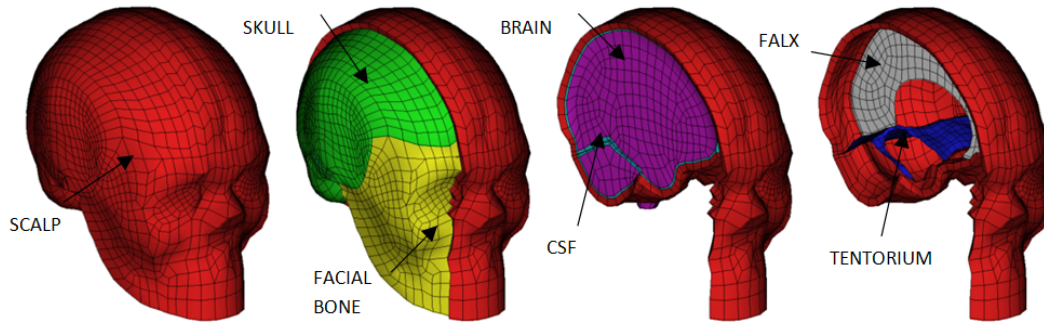 SKULL
BRAIN
FALX
SCALP
FACIAL
BONE
CSF
TENTORIUM